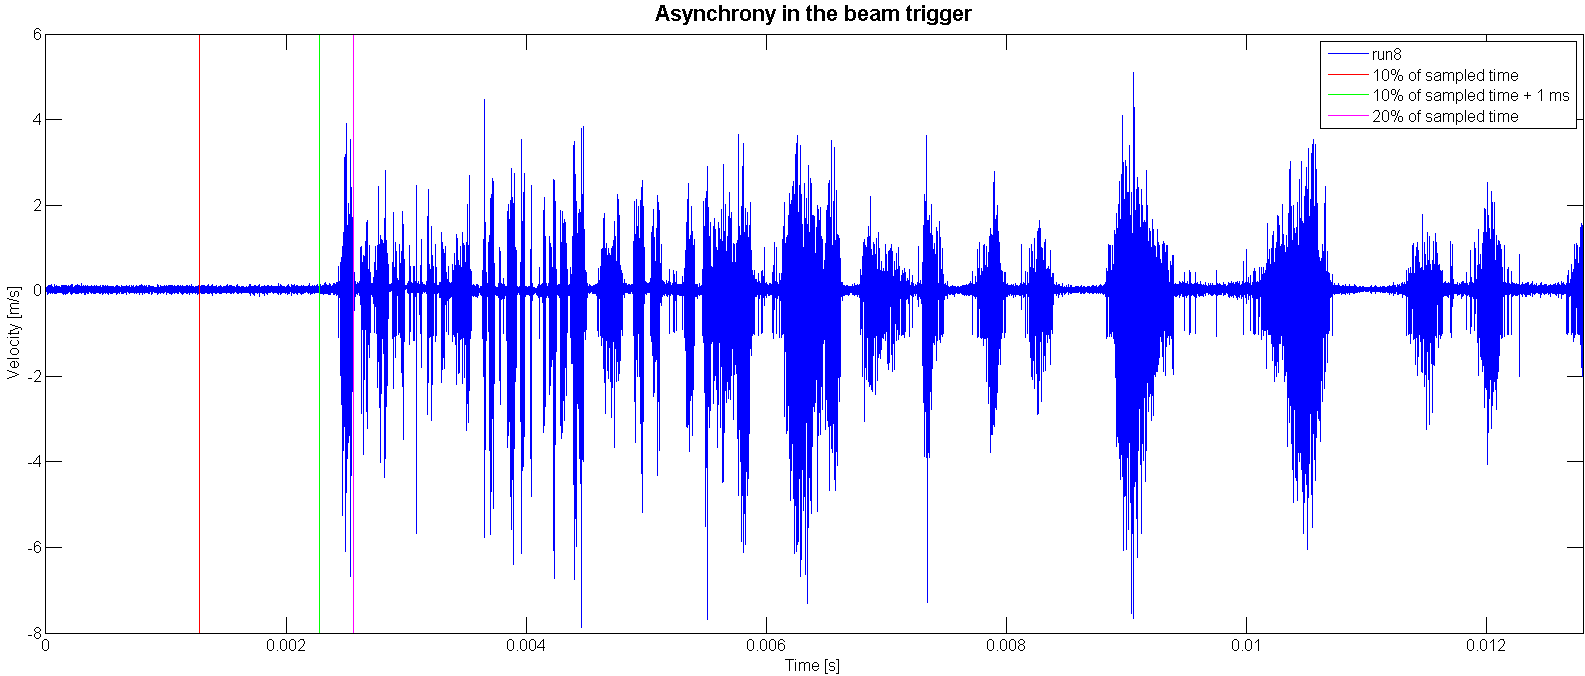 Asynchrony in the beam trigger
run8
10% of sampled time
10% of sampled time + 1 ms
20% of sampled time
6
4
2
0
-2
-4
-6
-8
Velocity [m/s]
0 0.002 0.004 0.006 0.008 0.01 0.012
Time [s]